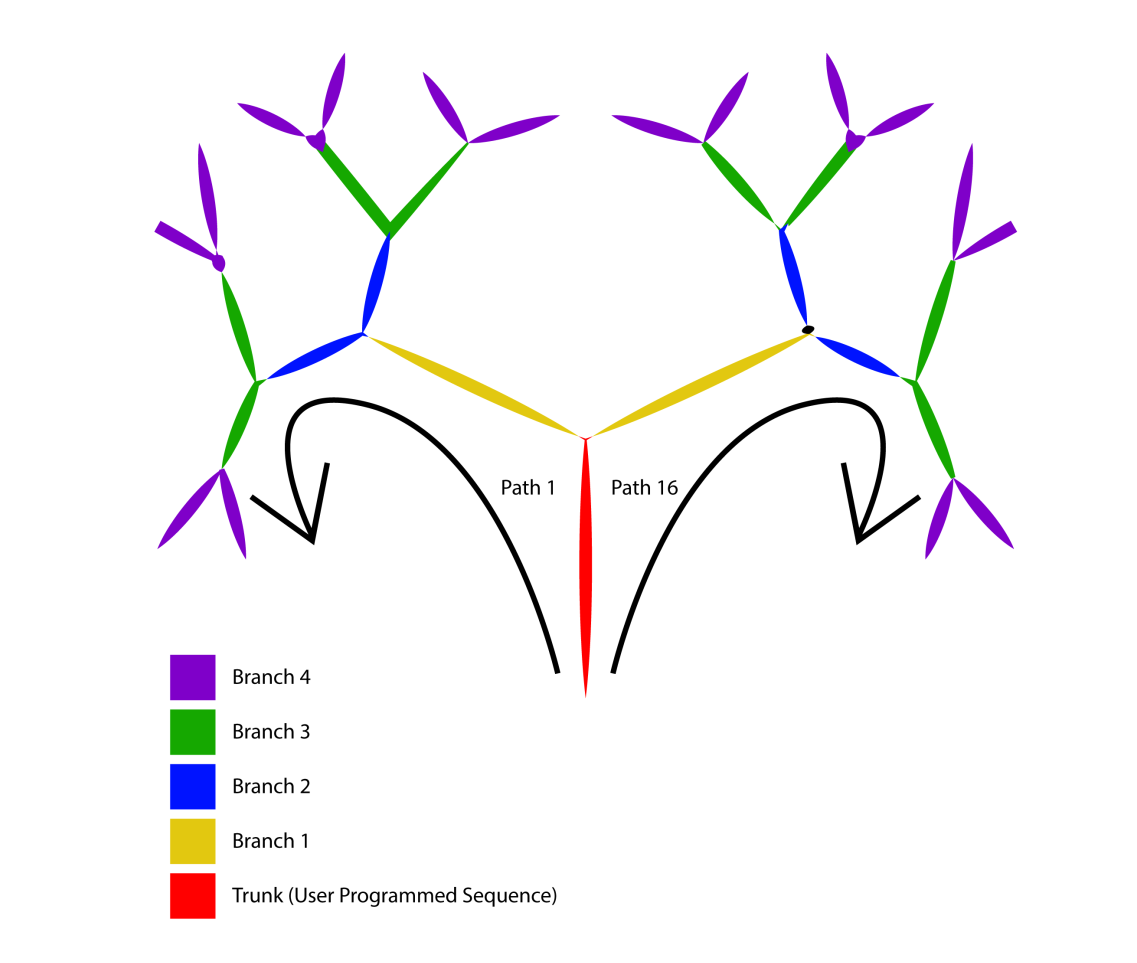 Path 1
Path 16
Branch 4
Branch 3
Branch 2
Branch 1
Trunk (User Programmed Sequence)